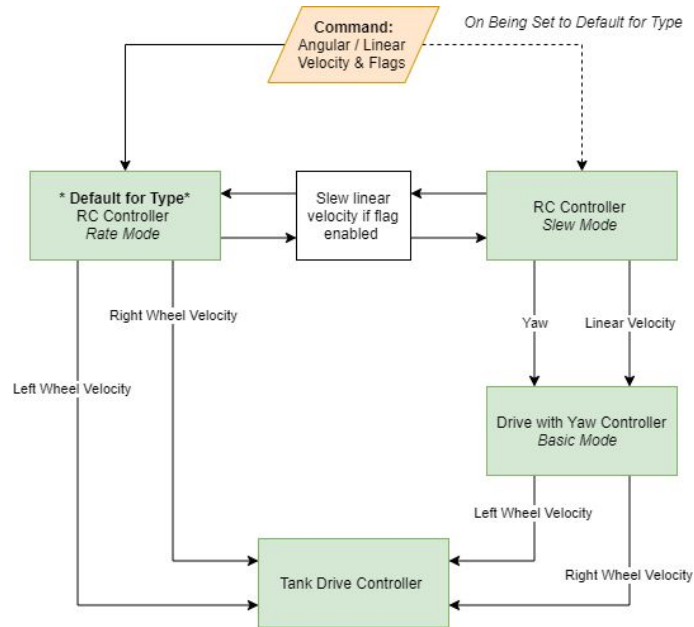 Command:
Angular / Linear
Velocity & Flags
On Being Set to Default for Type
* Default for Type*
RC Controller
Rate Mode
Slew linear
velocity if flag
enabled
RC Controller
Slew Mode
Right Wheel Velocity
Yaw
Linear Velocity
Left Wheel Velocity
Drive with Yaw Controller
Basic Mode
Left Wheel Velocity
Right Wheel Velocity
Tank Drive Controller